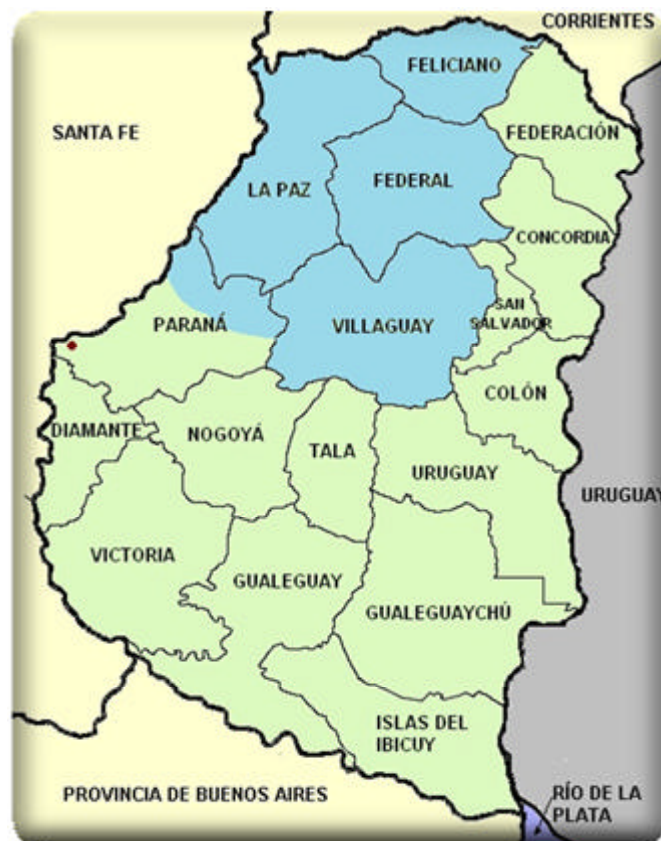 CORRIENTES
FELICIANO
SANTA FE
FEDERACIÓN
LA PAZ
FEDERAL
CONCORDIA
PARANÁ
VILLAGUAY
SAN
SALVADOR
COLÓN
DIAMANTE
NOGOYÁ
TALA
URUGUAY
URUGUAY
VICTORIA
GUALEGUAY
GUALEGUAYCHÚ
ISLAS DEL
IBICUY
PROVINCIA DE BUENOS AIRES
RÍO DE LA
PLATA